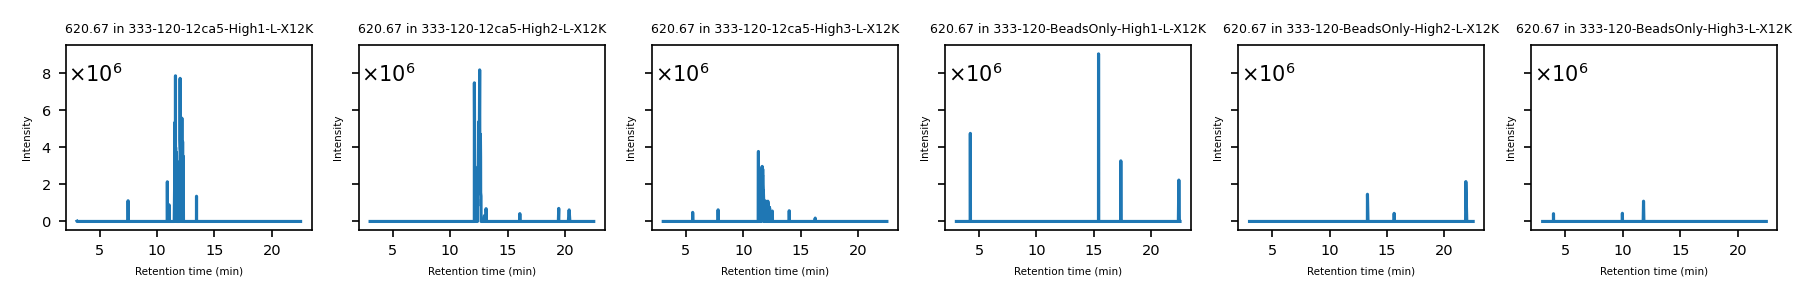 620.67 in 333-120-12ca5-High1-L-X12K
620.67 in 333-120-12ca5-High2-L-X12K
620.67 in 333-120-12ca5-High3-L-X12K
620.67 in 333-120-BeadsOnly-High1-L-X12K
620.67 in 333-120-BeadsOnly-High2-L-X12K
620.67 in 333-120-BeadsOnly-High3-L-X12K
×10⁶
×10⁶
×10⁶
×10⁶
×10⁶
×10⁶
8
6
4
2
0
Intensity
Intensity
Intensity
Intensity
Intensity
Intensity
5 10 15 20
5 10 15 20
5 10 15 20
5 10 15 20
5 10 15 20
5 10 15 20
Retention time (min)
Retention time (min)
Retention time (min)
Retention time (min)
Retention time (min)
Retention time (min)